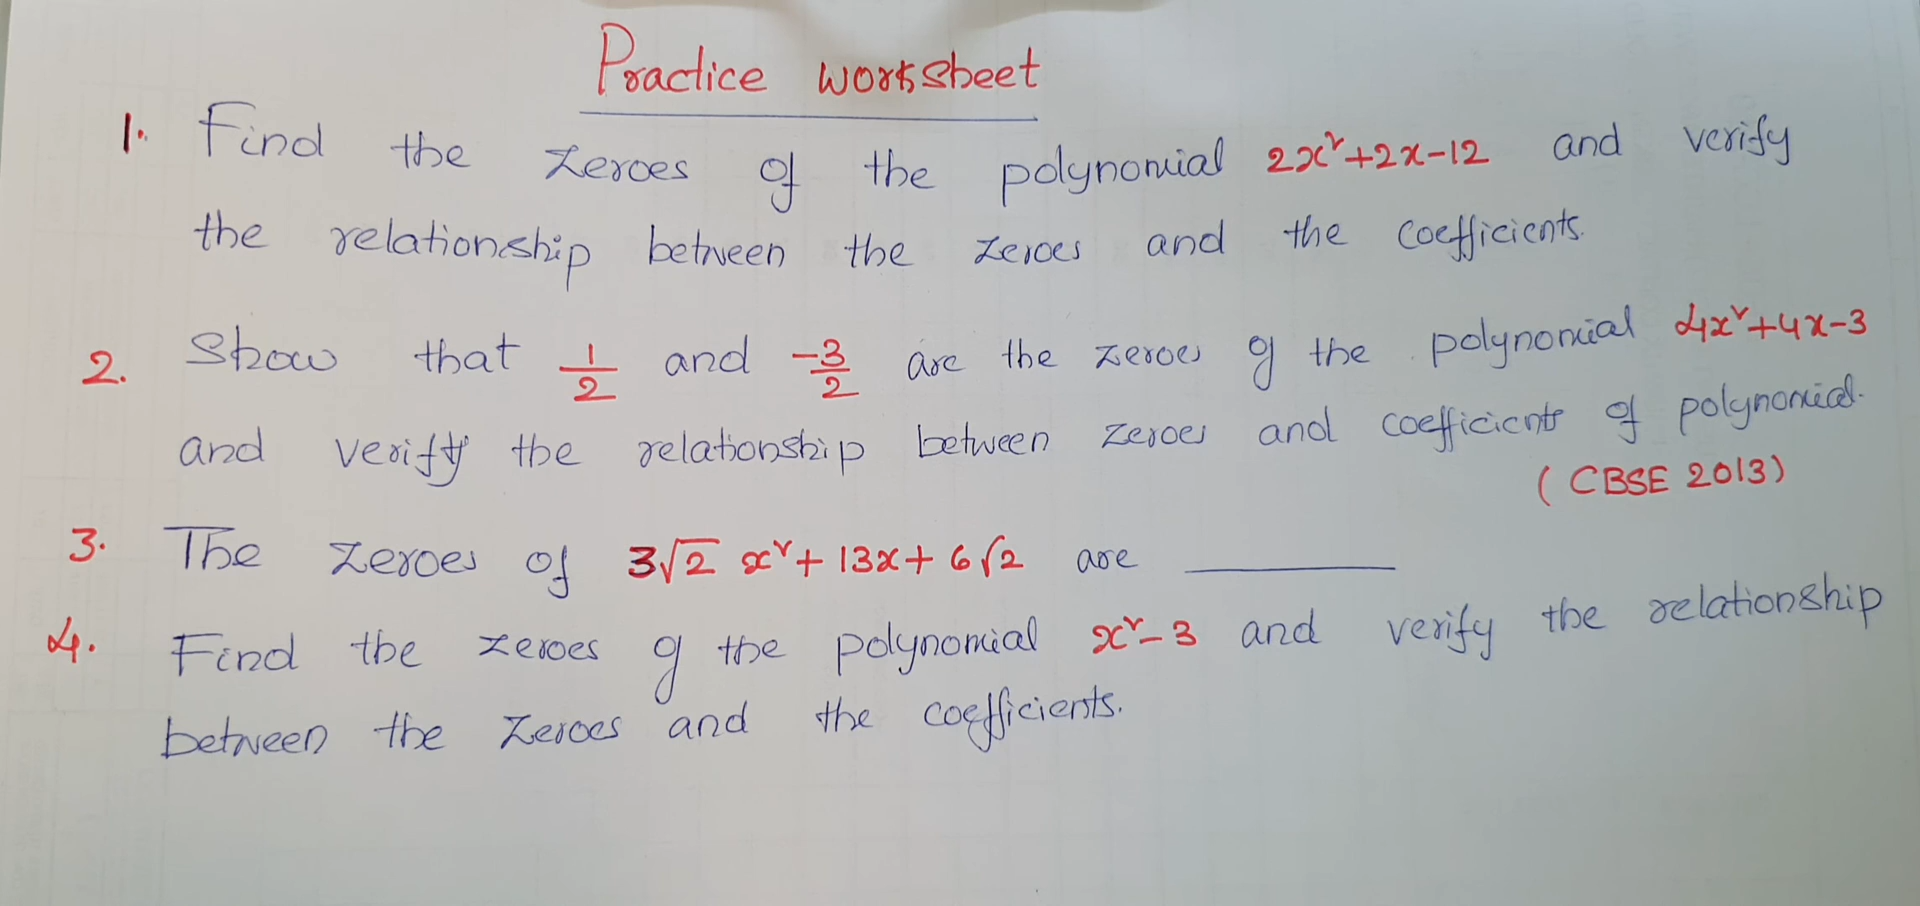 Practice worksheet
1. Find the zeroes of the polynomial 2x²+2x-12 and verify
the relationship between the zeroes and the coefficients.
2. Show that 1/2 and -3/2 are the zeroes of the polynomial 4x²+4x-3
and verify the relationship between zeroes and coefficients of polynomial.
(CBSE 2013)
3. The zeroes of 3√2 x²+13x+6√2 are ________
4. Find the zeroes of the polynomial x²-3 and verify the relationship
between the zeroes and the coefficients.